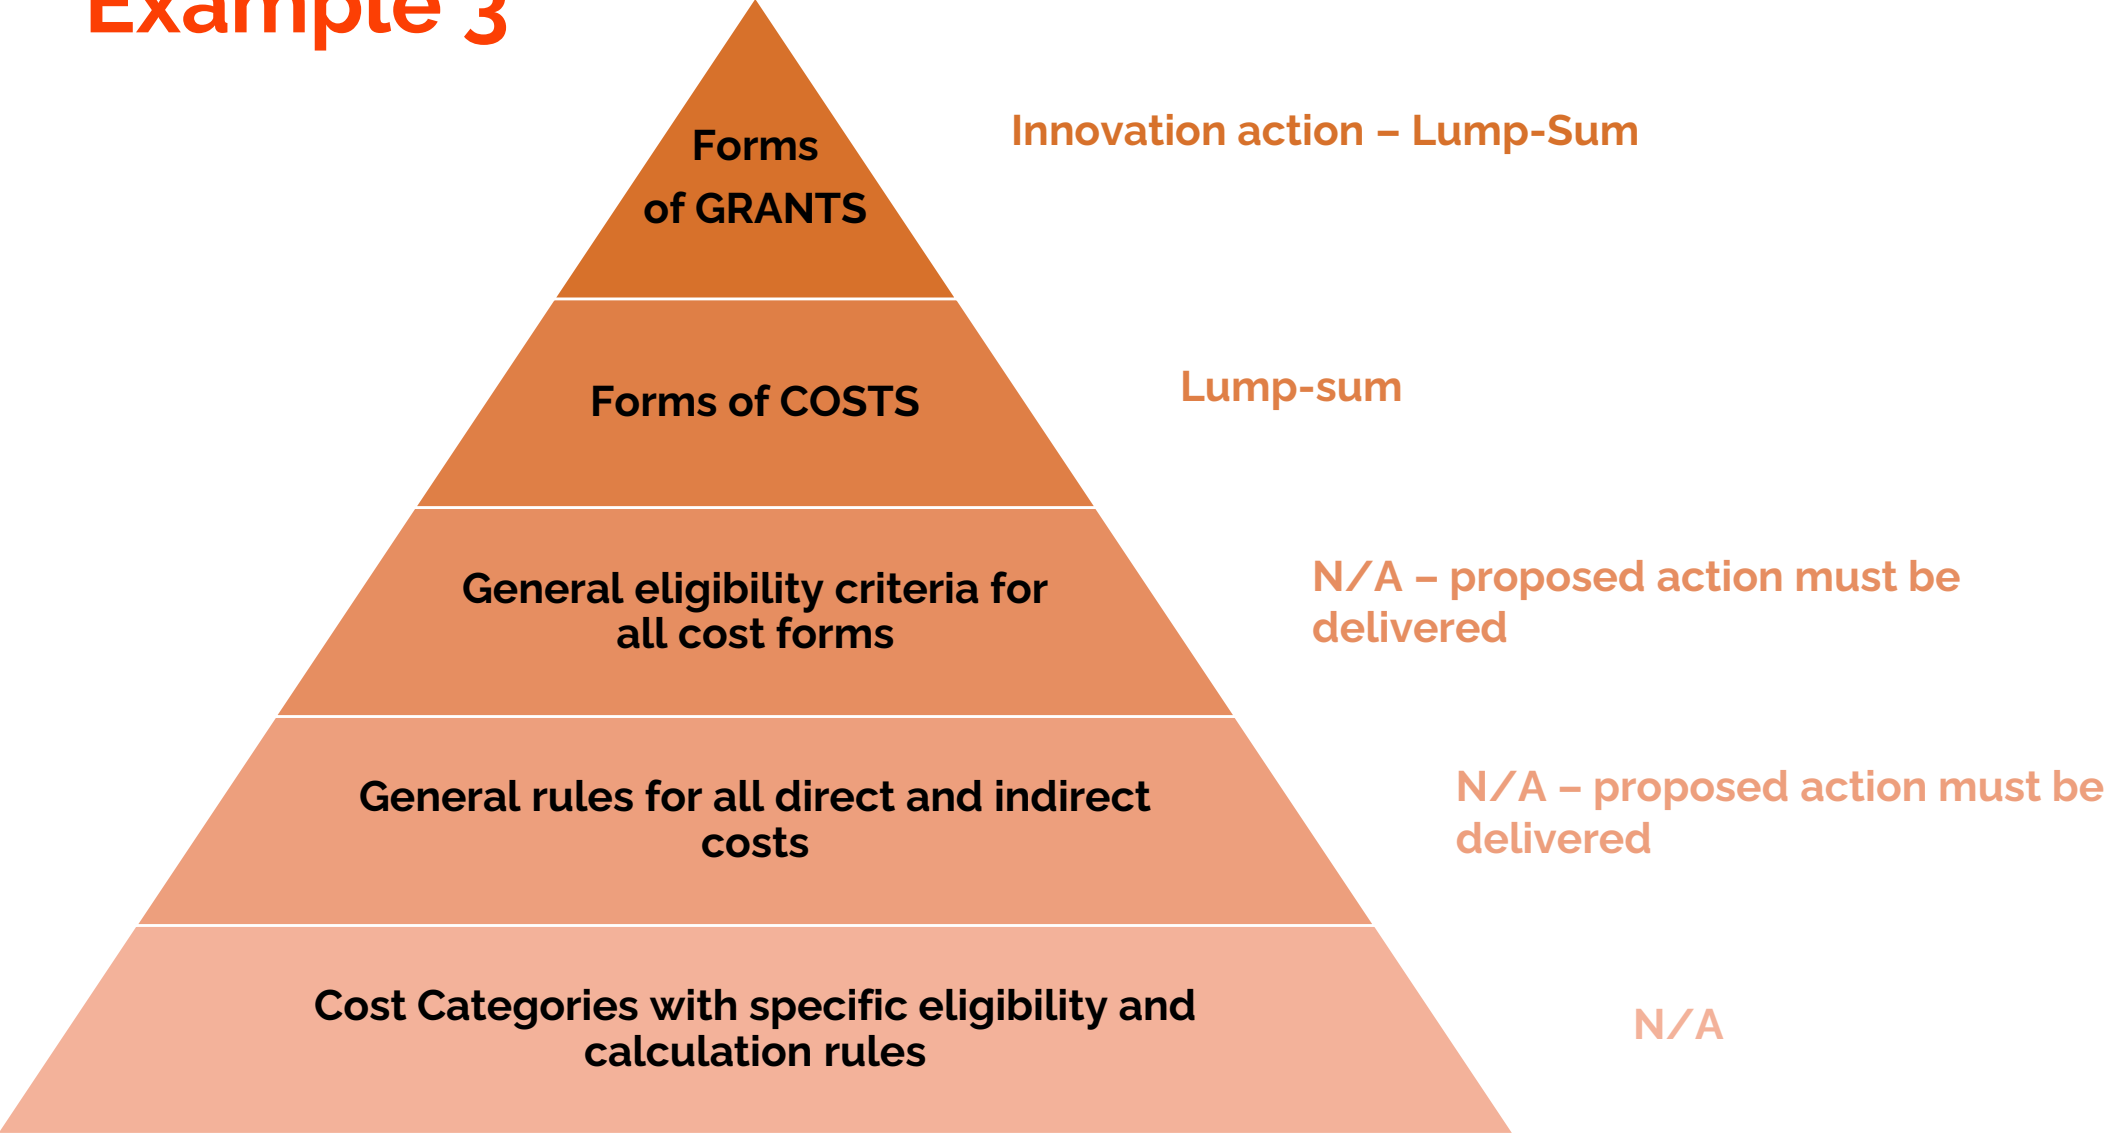 Example 3
Forms
of GRANTS
Innovation action – Lump-Sum
Forms of COSTS
Lump-sum
General eligibility criteria for
all cost forms
N/A – proposed action must be
delivered
General rules for all direct and indirect
costs
N/A – proposed action must be
delivered
Cost Categories with specific eligibility and
calculation rules
N/A